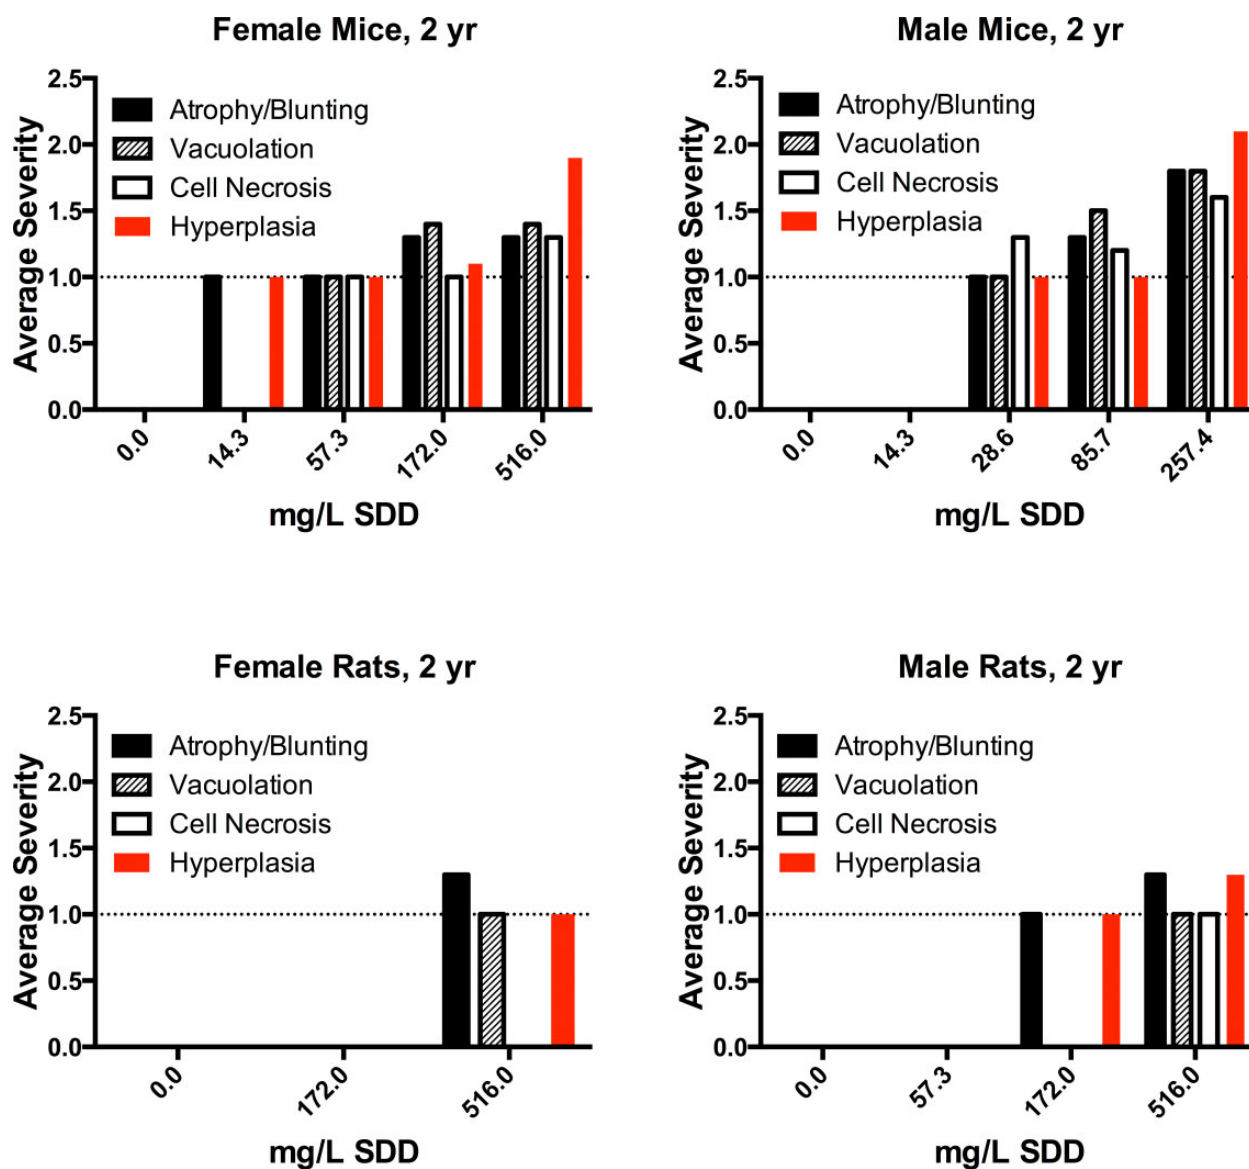 Female Mice, 2 yr
Average Severity
2.5
2.0
1.5
1.0
0.5
0.0
Atrophy/Blunting
Vacuolation
Cell Necrosis
Hyperplasia
0.0
14.3
57.3
172.0
516.0
mg/L SDD
Male Mice, 2 yr
Average Severity
2.5
2.0
1.5
1.0
0.5
0.0
Atrophy/Blunting
Vacuolation
Cell Necrosis
Hyperplasia
0.0
14.3
28.6
85.7
257.4
mg/L SDD
Female Rats, 2 yr
Average Severity
2.5
2.0
1.5
1.0
0.5
0.0
Atrophy/Blunting
Vacuolation
Cell Necrosis
Hyperplasia
0.0
172.0
516.0
mg/L SDD
Male Rats, 2 yr
Average Severity
2.5
2.0
1.5
1.0
0.5
0.0
Atrophy/Blunting
Vacuolation
Cell Necrosis
Hyperplasia
0.0
57.3
172.0
516.0
mg/L SDD